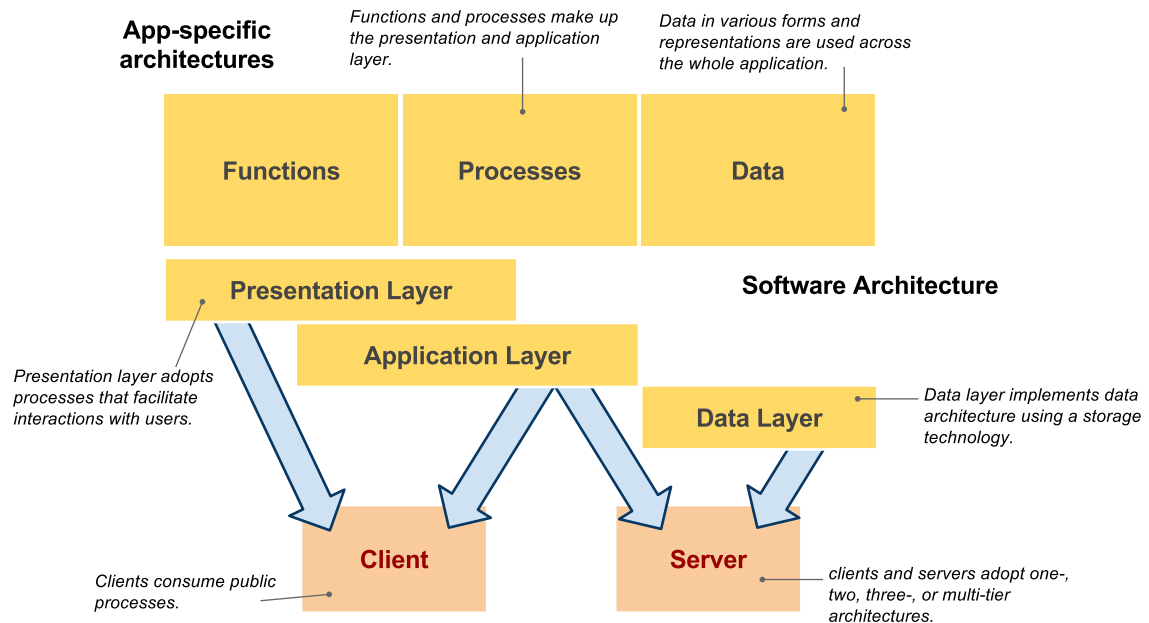 App-specific
architectures
Functions and processes make up
the presentation and application
layer.
Data in various forms and
representations are used across
the whole application.
Functions
Processes
Data
Presentation Layer
Software Architecture
Application Layer
Presentation layer adopts
processes that facilitate
interactions with users.
Data Layer
Data layer implements data
architecture using a storage
technology.
Client
Server
Clients consume public
processes.
clients and servers adopt one-,
two, three-, or multi-tier
architectures.